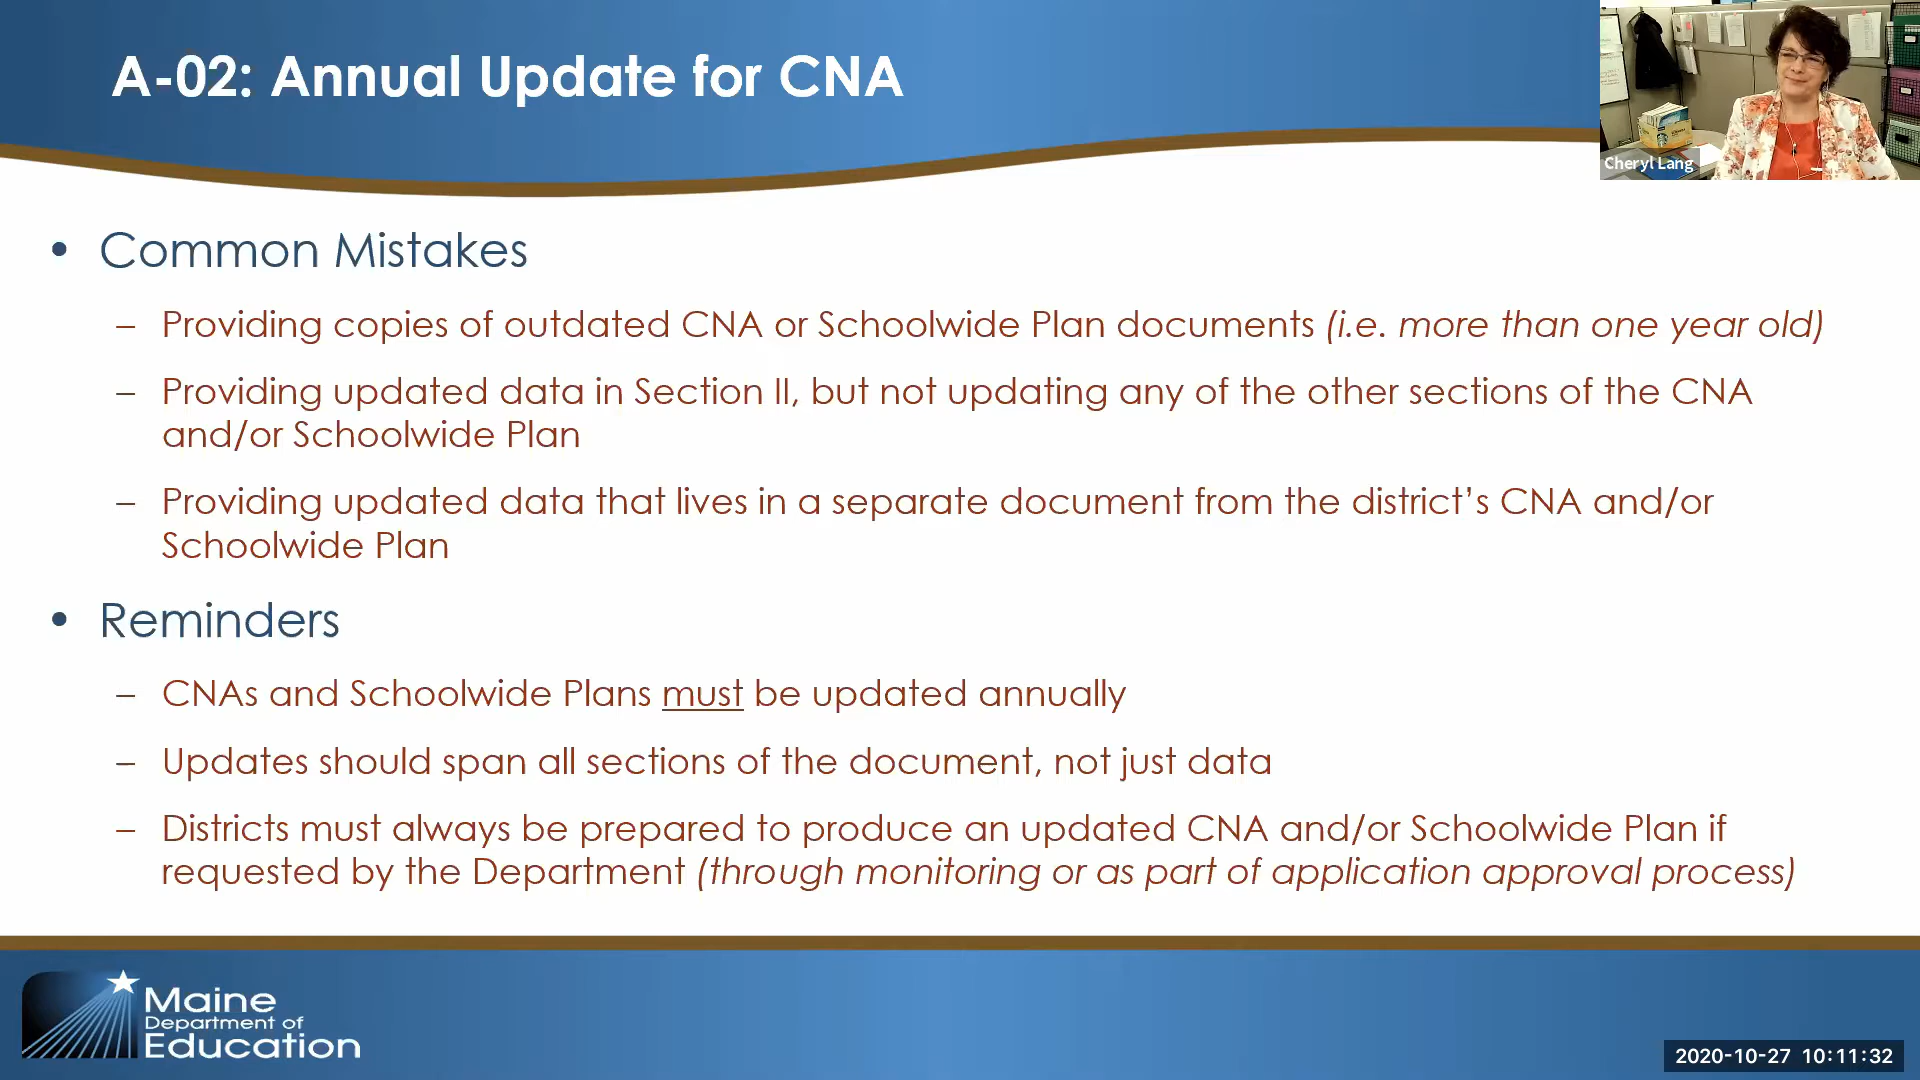 A-02: Annual Update for CNA
Cheryl Lang
• Common Mistakes
– Providing copies of outdated CNA or Schoolwide Plan documents (i.e. more than one year old)
– Providing updated data in Section II, but not updating any of the other sections of the CNA
and/or Schoolwide Plan
– Providing updated data that lives in a separate document from the district’s CNA and/or
Schoolwide Plan
• Reminders
– CNAs and Schoolwide Plans must be updated annually
– Updates should span all sections of the document, not just data
– Districts must always be prepared to produce an updated CNA and/or Schoolwide Plan if
requested by the Department (through monitoring or as part of application approval process)
Maine
Department of
Education
2020-10-27 10:11:32